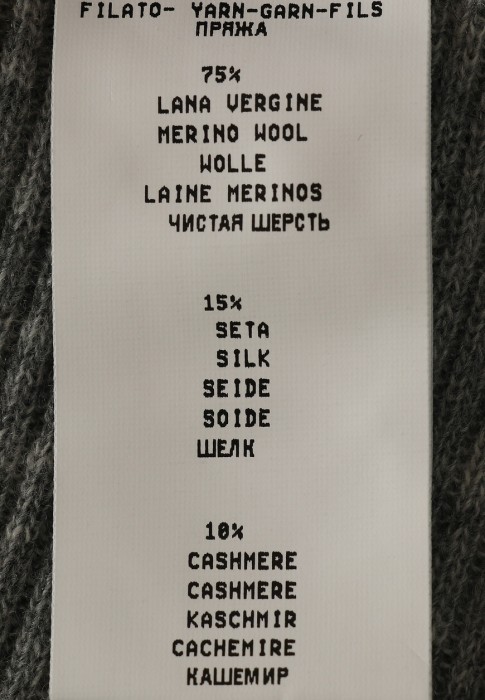 FILATO- YARN-GARN-FILS
ПРЯЖА
75%
LANA VERGINE
MERINO WOOL
WOLLE
LAINE MERINOS
ЧИСТАЯ ШЕРСТЬ
15%
SETA
SILK
SEIDE
SOIDE
ШЕЛК
10%
CASHMERE
CASHMERE
KASCHMIR
CACHEMIRE
КАШЕМИР